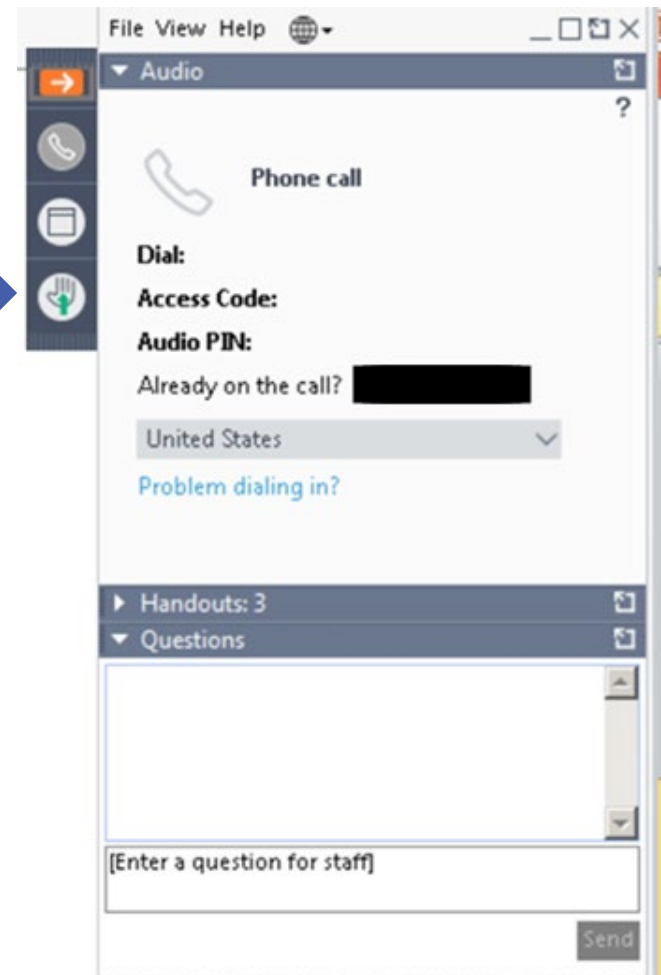 File View Help
Audio
?
Phone call
Dial:
Access Code:
Audio PIN:
Already on the call?
United States
Problem dialing in?
Handouts: 3
Questions
[Enter a question for staff]
Send